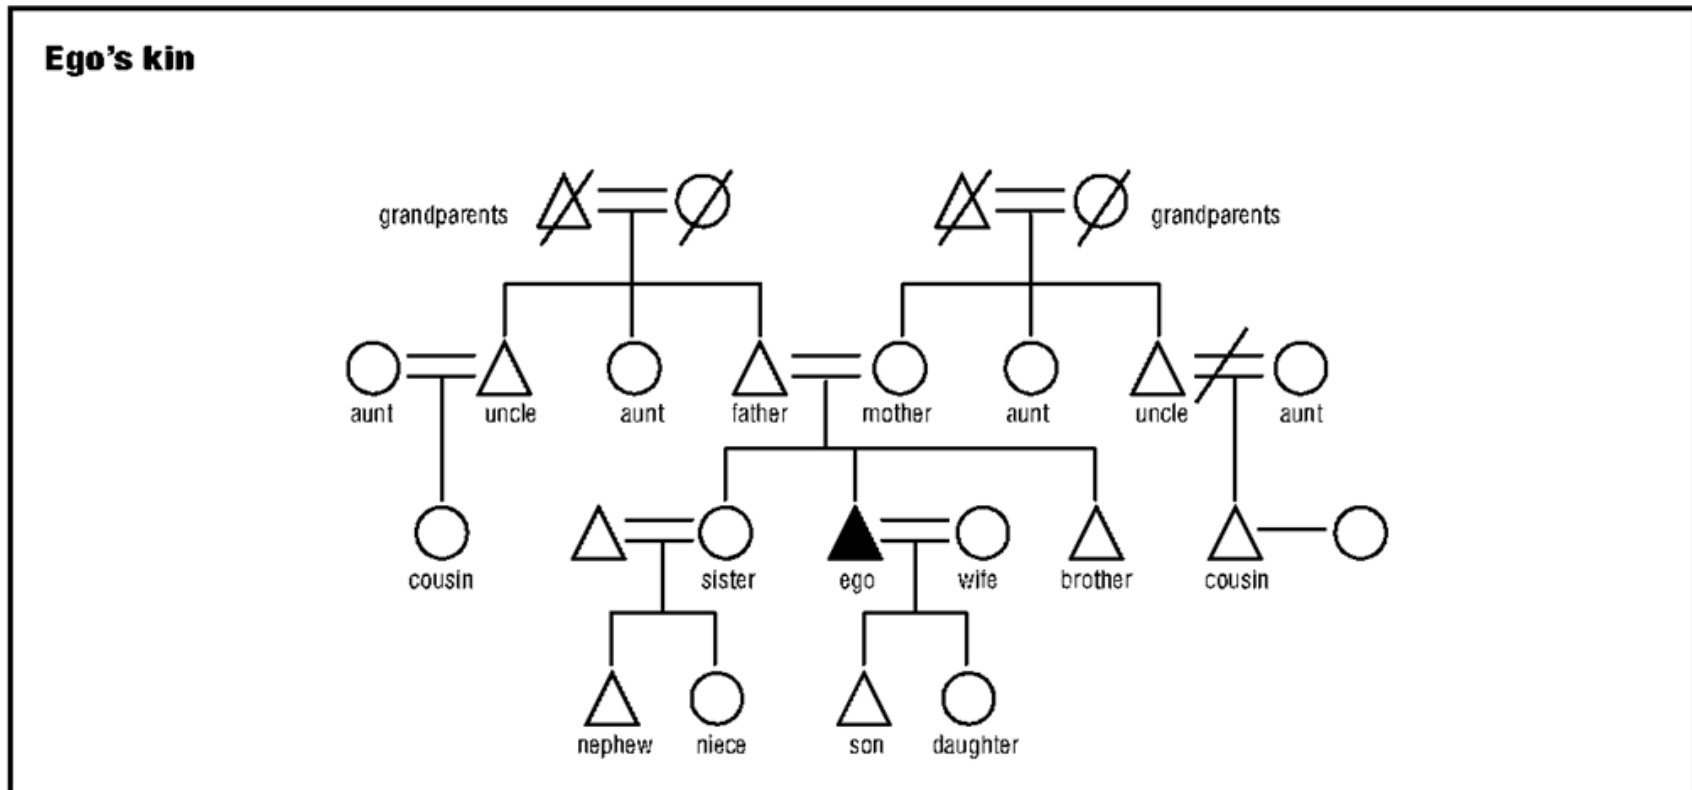 Ego's kin
grandparents grandparents
aunt uncle aunt father mother aunt uncle aunt
cousin sister ego wife brother cousin
nephew niece son daughter